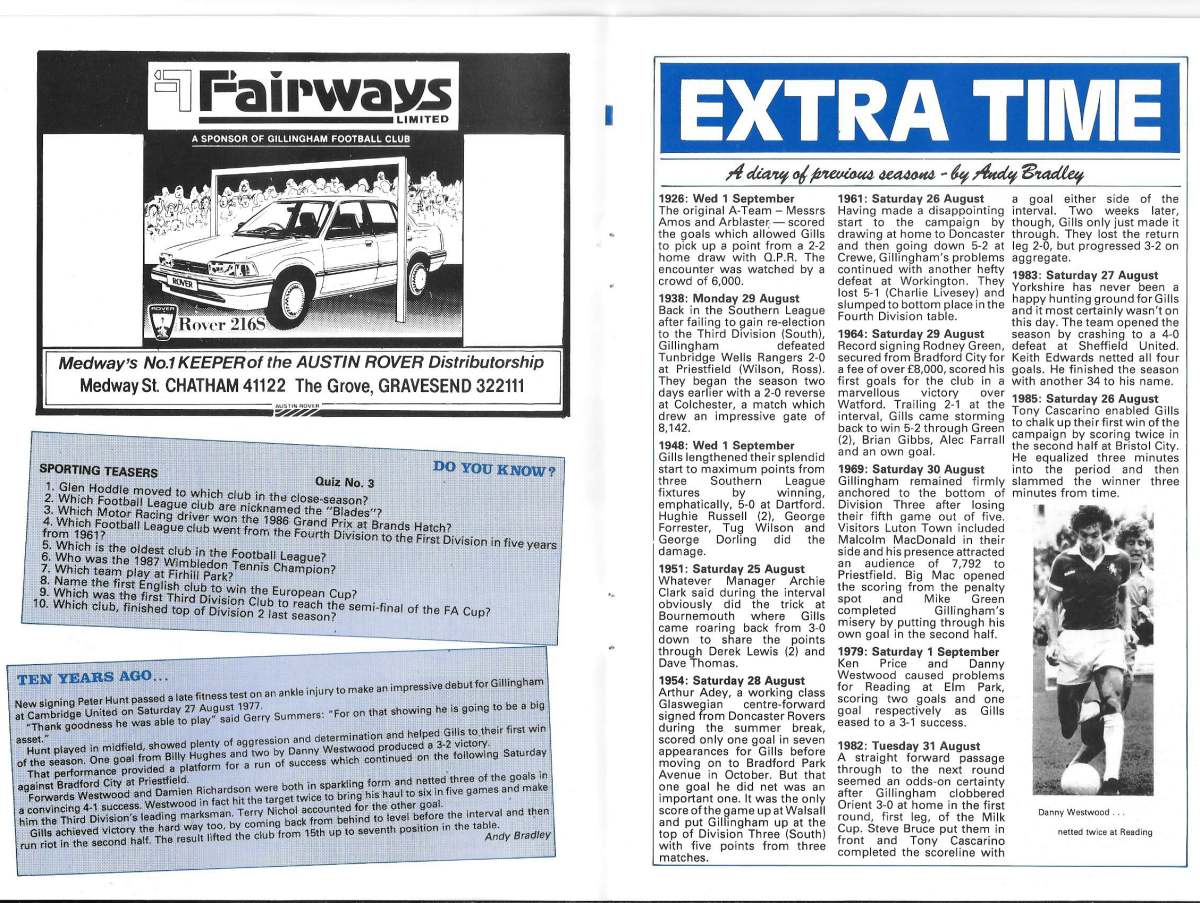 Fairways
LIMITED
A SPONSOR OF GILLINGHAM FOOTBALL CLUB
ROVER
ROVER
Rover 216S
Medway's No.1 KEEPER of the AUSTIN ROVER Distributorship
Medway St. CHATHAM 41122 The Grove, GRAVESEND 322111
AUSTIN ROVER
DO YOU KNOW?
SPORTING TEASERS
Quiz No. 3
1. Glen Hoddle moved to which club in the close-season?
2. Which Football League club are nicknamed the "Blades"?
3. Which Motor Racing driver won the 1986 Grand Prix at Brands Hatch?
4. Which Football League club went from the Fourth Division to the First Division in five years
from 1961?
5. Which is the oldest club in the Football League?
6. Who was the 1987 Wimbledon Tennis Champion?
7. Which team play at Firhill Park?
8. Name the first English club to win the European Cup?
9. Which was the first Third Division Club to reach the semi-final of the FA Cup?
10. Which club, finished top of Division 2 last season?
TEN YEARS AGO...
New signing Peter Hunt passed a late fitness test on an ankle injury to make an impressive debut for Gillingham
at Cambridge United on Saturday 27 August 1977.
"Thank goodness he was able to play" said Gerry Summers: "For on that showing he is going to be a big
asset."
Hunt played in midfield, showed plenty of aggression and determination and helped Gills to their first win
of the season. One goal from Billy Hughes and two by Danny Westwood produced a 3-2 victory.
That performance provided a platform for a run of success which continued on the following Saturday
against Bradford City at Priestfield.
Forwards Westwood and Damien Richardson were both in sparkling form and netted three of the goals in
a convincing 4-1 success. Westwood in fact hit the target twice to bring his haul to six in five games and make
him the Third Division's leading marksman. Terry Nichol accounted for the other goal.
Gills achieved victory the hard way too, by coming back from behind to level before the interval and then
run riot in the second half. The result lifted the club from 15th up to seventh position in the table.
Andy Bradley
EXTRA TIME
A diary of previous seasons - by Andy Bradley
1926: Wed 1 September
The original A-Team – Messrs
Amos and Arblaster — scored
the goals which allowed Gills
to pick up a point from a 2-2
home draw with Q.P.R. The
encounter was watched by a
crowd of 6,000.
1938: Monday 29 August
Back in the Southern League
after failing to gain re-election
to the Third Division (South),
Gillingham defeated
Tunbridge Wells Rangers 2-0
at Priestfield (Wilson, Ross).
They began the season two
days earlier with a 2-0 reverse
at Colchester, a match which
drew an impressive gate of
8,142.
1948: Wed 1 September
Gills lengthened their splendid
start to maximum points from
three Southern League
fixtures by winning,
emphatically, 5-0 at Dartford.
Hughie Russell (2), George
Forrester, Tug Wilson and
George Dorling did the
damage.
1951: Saturday 25 August
Whatever Manager Archie
Clark said during the interval
obviously did the trick at
Bournemouth where Gills
came roaring back from 3-0
down to share the points
through Derek Lewis (2) and
Dave Thomas.
1954: Saturday 28 August
Arthur Adey, a working class
Glaswegian centre-forward
signed from Doncaster Rovers
during the summer break,
scored only one goal in seven
appearances for Gills before
moving on to Bradford Park
Avenue in October. But that
one goal he did net was an
important one. It was the only
score of the game up at Walsall
and put Gillingham up at the
top of Division Three (South)
with five points from three
matches.
1961: Saturday 26 August
Having made a disappointing
start to the campaign by
drawing at home to Doncaster
and then going down 5-2 at
Crewe, Gillingham's problems
continued with another hefty
defeat at Workington. They
lost 5-1 (Charlie Livesey) and
slumped to bottom place in the
Fourth Division table.
1964: Saturday 29 August
Record signing Rodney Green,
secured from Bradford City for
a fee of over £8,000, scored his
first goals for the club in a
marvellous victory over
Watford. Trailing 2-1 at the
interval, Gills came storming
back to win 5-2 through Green
(2), Brian Gibbs, Alec Farrall
and an own goal.
1969: Saturday 30 August
Gillingham remained firmly
anchored to the bottom of
Division Three after losing
their fifth game out of five.
Visitors Luton Town included
Malcolm MacDonald in their
side and his presence attracted
an audience of 7,792 to
Priestfield. Big Mac opened
the scoring from the penalty
spot and Mike Green
completed Gillingham's
misery by putting through his
own goal in the second half.
1979: Saturday 1 September
Ken Price and Danny
Westwood caused problems
for Reading at Elm Park,
scoring two goals and one
goal respectively as Gills
eased to a 3-1 success.
1982: Tuesday 31 August
A straight forward passage
through to the next round
seemed an odds-on certainty
after Gillingham clobbered
Orient 3-0 at home in the first
round, first leg, of the Milk
Cup. Steve Bruce put them in
front and Tony Cascarino
completed the scoreline with
a goal either side of the
interval. Two weeks later,
though, Gills only just made it
through. They lost the return
leg 2-0, but progressed 3-2 on
aggregate.
1983: Saturday 27 August
Yorkshire has never been a
happy hunting ground for Gills
and it most certainly wasn't on
this day. The team opened the
season by crashing to a 4-0
defeat at Sheffield United.
Keith Edwards netted all four
goals. He finished the season
with another 34 to his name.
1985: Saturday 26 August
Tony Cascarino enabled Gills
to chalk up their first win of the
campaign by scoring twice in
the second half at Bristol City.
He equalized three minutes
into the period and then
slammed the winner three
minutes from time.
Danny Westwood . . .
netted twice at Reading